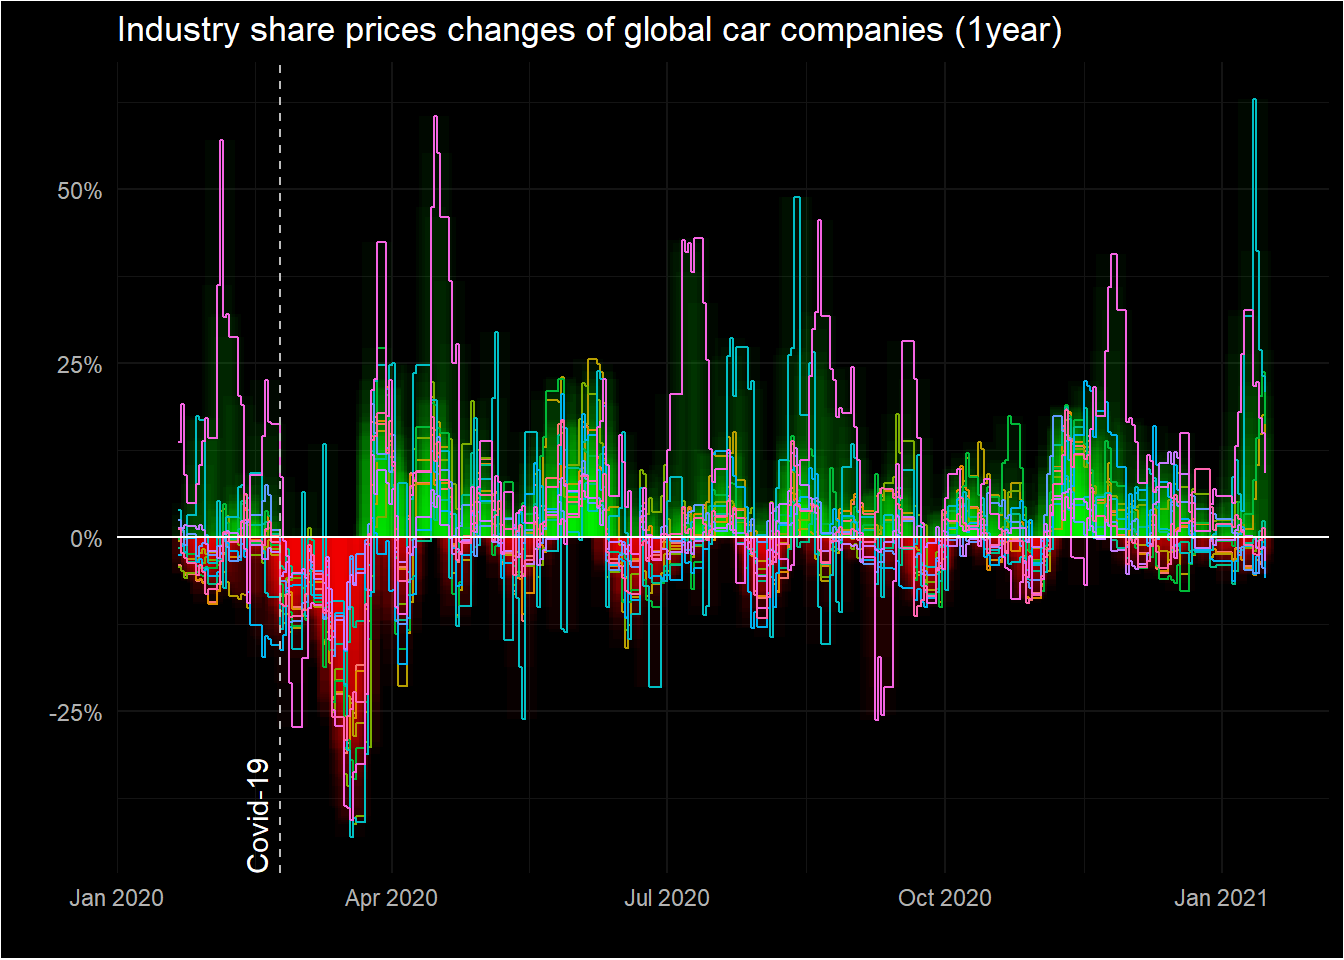 Industry share prices changes of global car companies (1year)
50%
25%
0%
-25%
Covid-19
Jan 2020
Apr 2020
Jul 2020
Oct 2020
Jan 2021